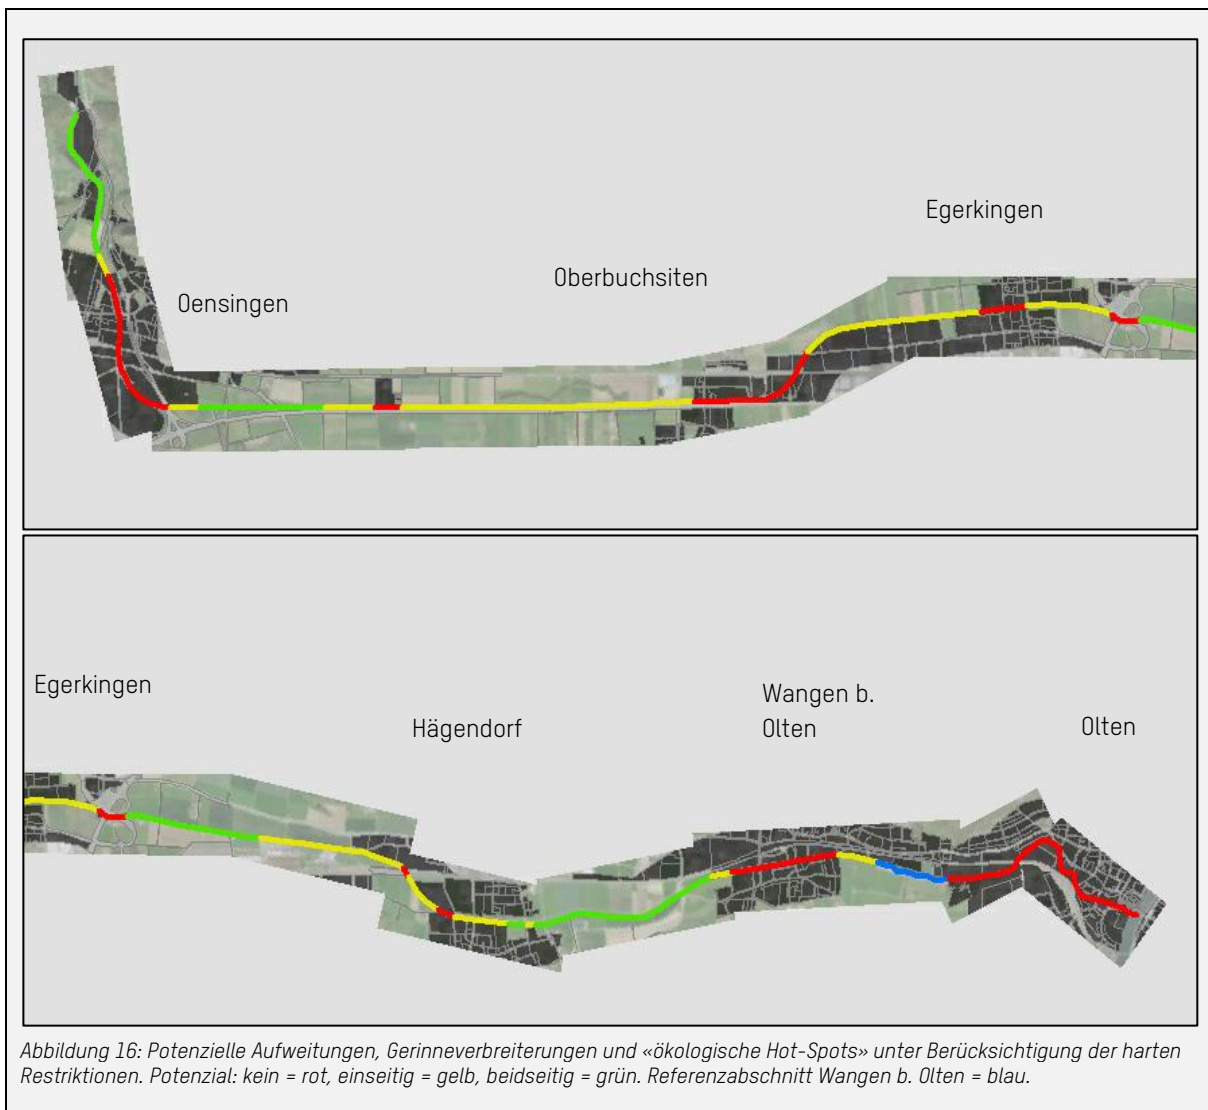 Egerkingen
Oberbuchsiten
Oensingen
Egerkingen
Hägendorf
Wangen b.
Olten
Olten
Abbildung 16: Potenzielle Aufweitungen, Gerinneverbreiterungen und «ökologische Hot-Spots» unter Berücksichtigung der harten
Restriktionen. Potenzial: kein = rot, einseitig = gelb, beidseitig = grün. Referenzabschnitt Wangen b. Olten = blau.